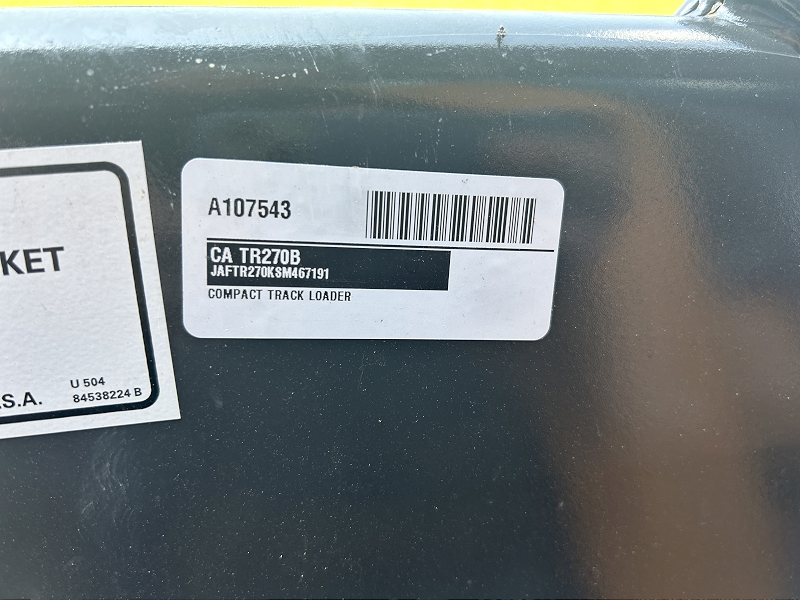 KET
.S.A.
U 504
84538224 B
A107543
CA TR270B
JAFTR270KSM467191
COMPACT TRACK LOADER